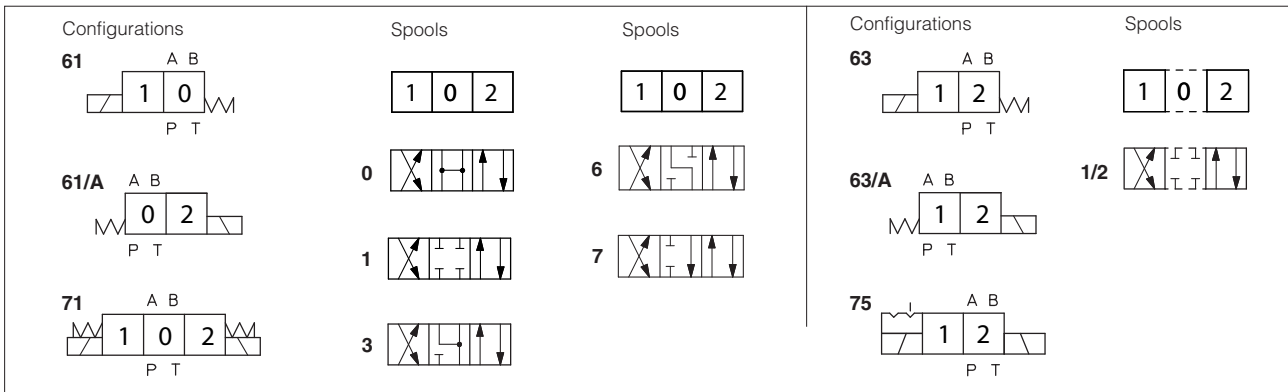 Configurations
61
A B
1 0
P T
61/A
A B
0 2
P T
71
A B
1 0 2
P T
Spools
1 0 2
0
1
3
Spools
1 0 2
6
7
Configurations
63
A B
1 2
P T
63/A
A B
1 2
P T
75
A B
1 2
P T
Spools
1 0 2
1/2